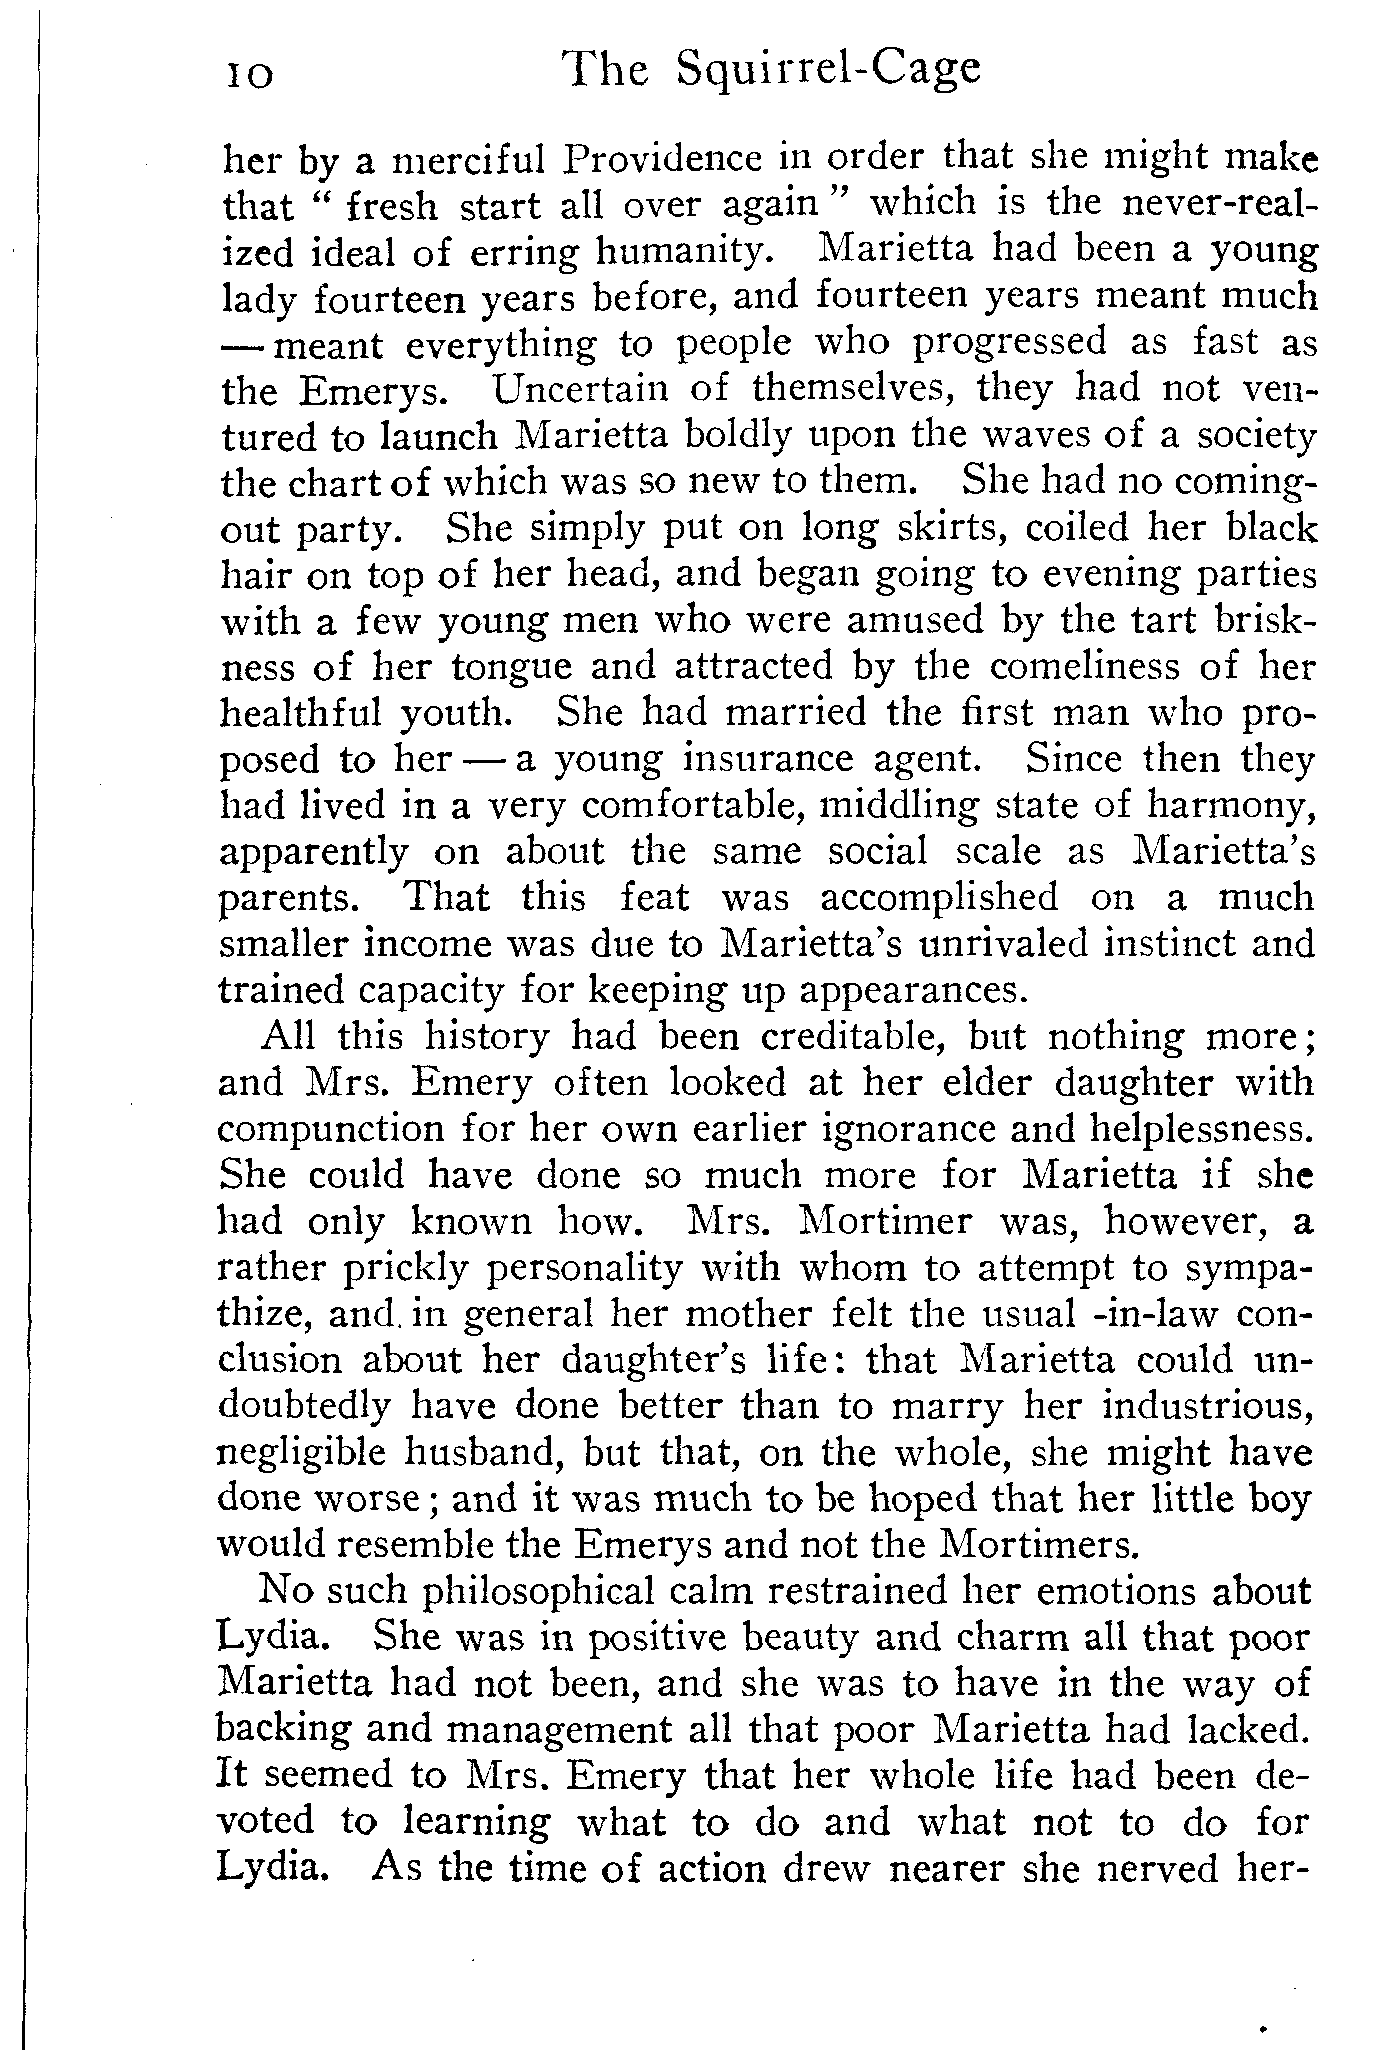 10 The Squirrel-Cage
her by a merciful Providence in order that she might make
that “ fresh start all over again ” which is the never-real-
ized ideal of erring humanity. Marietta had been a young
lady fourteen years before, and fourteen years meant much
— meant everything to people who progressed as fast as
the Emerys. Uncertain of themselves, they had not ven-
tured to launch Marietta boldly upon the waves of a society
the chart of which was so new to them. She had no coming-
out party. She simply put on long skirts, coiled her black
hair on top of her head, and began going to evening parties
with a few young men who were amused by the tart brisk-
ness of her tongue and attracted by the comeliness of her
healthful youth. She had married the first man who pro-
posed to her — a young insurance agent. Since then they
had lived in a very comfortable, middling state of harmony,
apparently on about the same social scale as Marietta’s
parents. That this feat was accomplished on a much
smaller income was due to Marietta’s unrivaled instinct and
trained capacity for keeping up appearances.
All this history had been creditable, but nothing more;
and Mrs. Emery often looked at her elder daughter with
compunction for her own earlier ignorance and helplessness.
She could have done so much more for Marietta if she
had only known how. Mrs. Mortimer was, however, a
rather prickly personality with whom to attempt to sympa-
thize, and. in general her mother felt the usual -in-law con-
clusion about her daughter’s life: that Marietta could un-
doubtedly have done better than to marry her industrious,
negligible husband, but that, on the whole, she might have
done worse; and it was much to be hoped that her little boy
would resemble the Emerys and not the Mortimers.
No such philosophical calm restrained her emotions about
Lydia. She was in positive beauty and charm all that poor
Marietta had not been, and she was to have in the way of
backing and management all that poor Marietta had lacked.
It seemed to Mrs. Emery that her whole life had been de-
voted to learning what to do and what not to do for
Lydia. As the time of action drew nearer she nerved her-